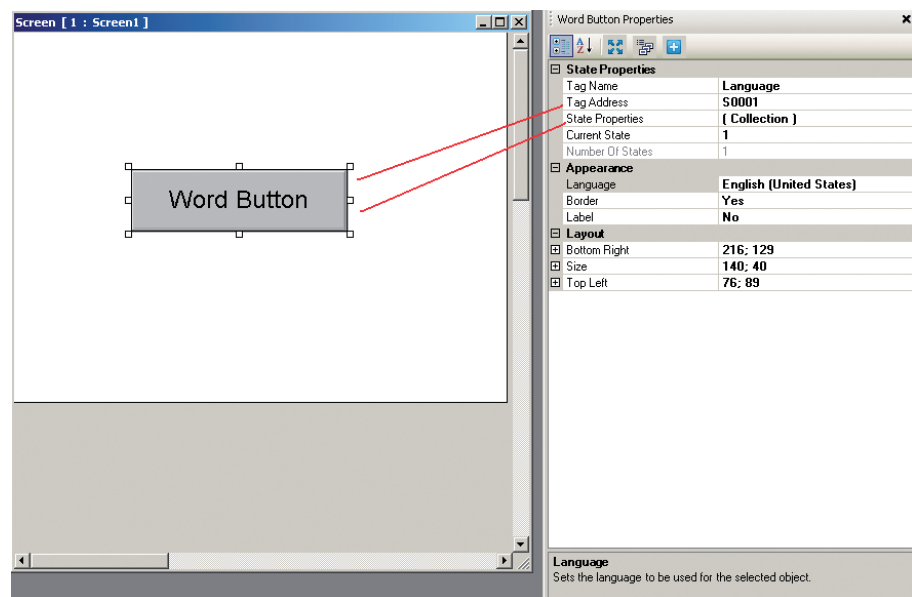 Screen [ 1 : Screen1 ]
Word Button
Word Button Properties
State Properties
Tag Name Language
Tag Address S0001
State Properties ( Collection )
Current State 1
Number Of States 1
Appearance
Language English (United States)
Border Yes
Label No
Layout
Bottom Right 216; 129
Size 140; 40
Top Left 76; 89
Language
Sets the language to be used for the selected object.